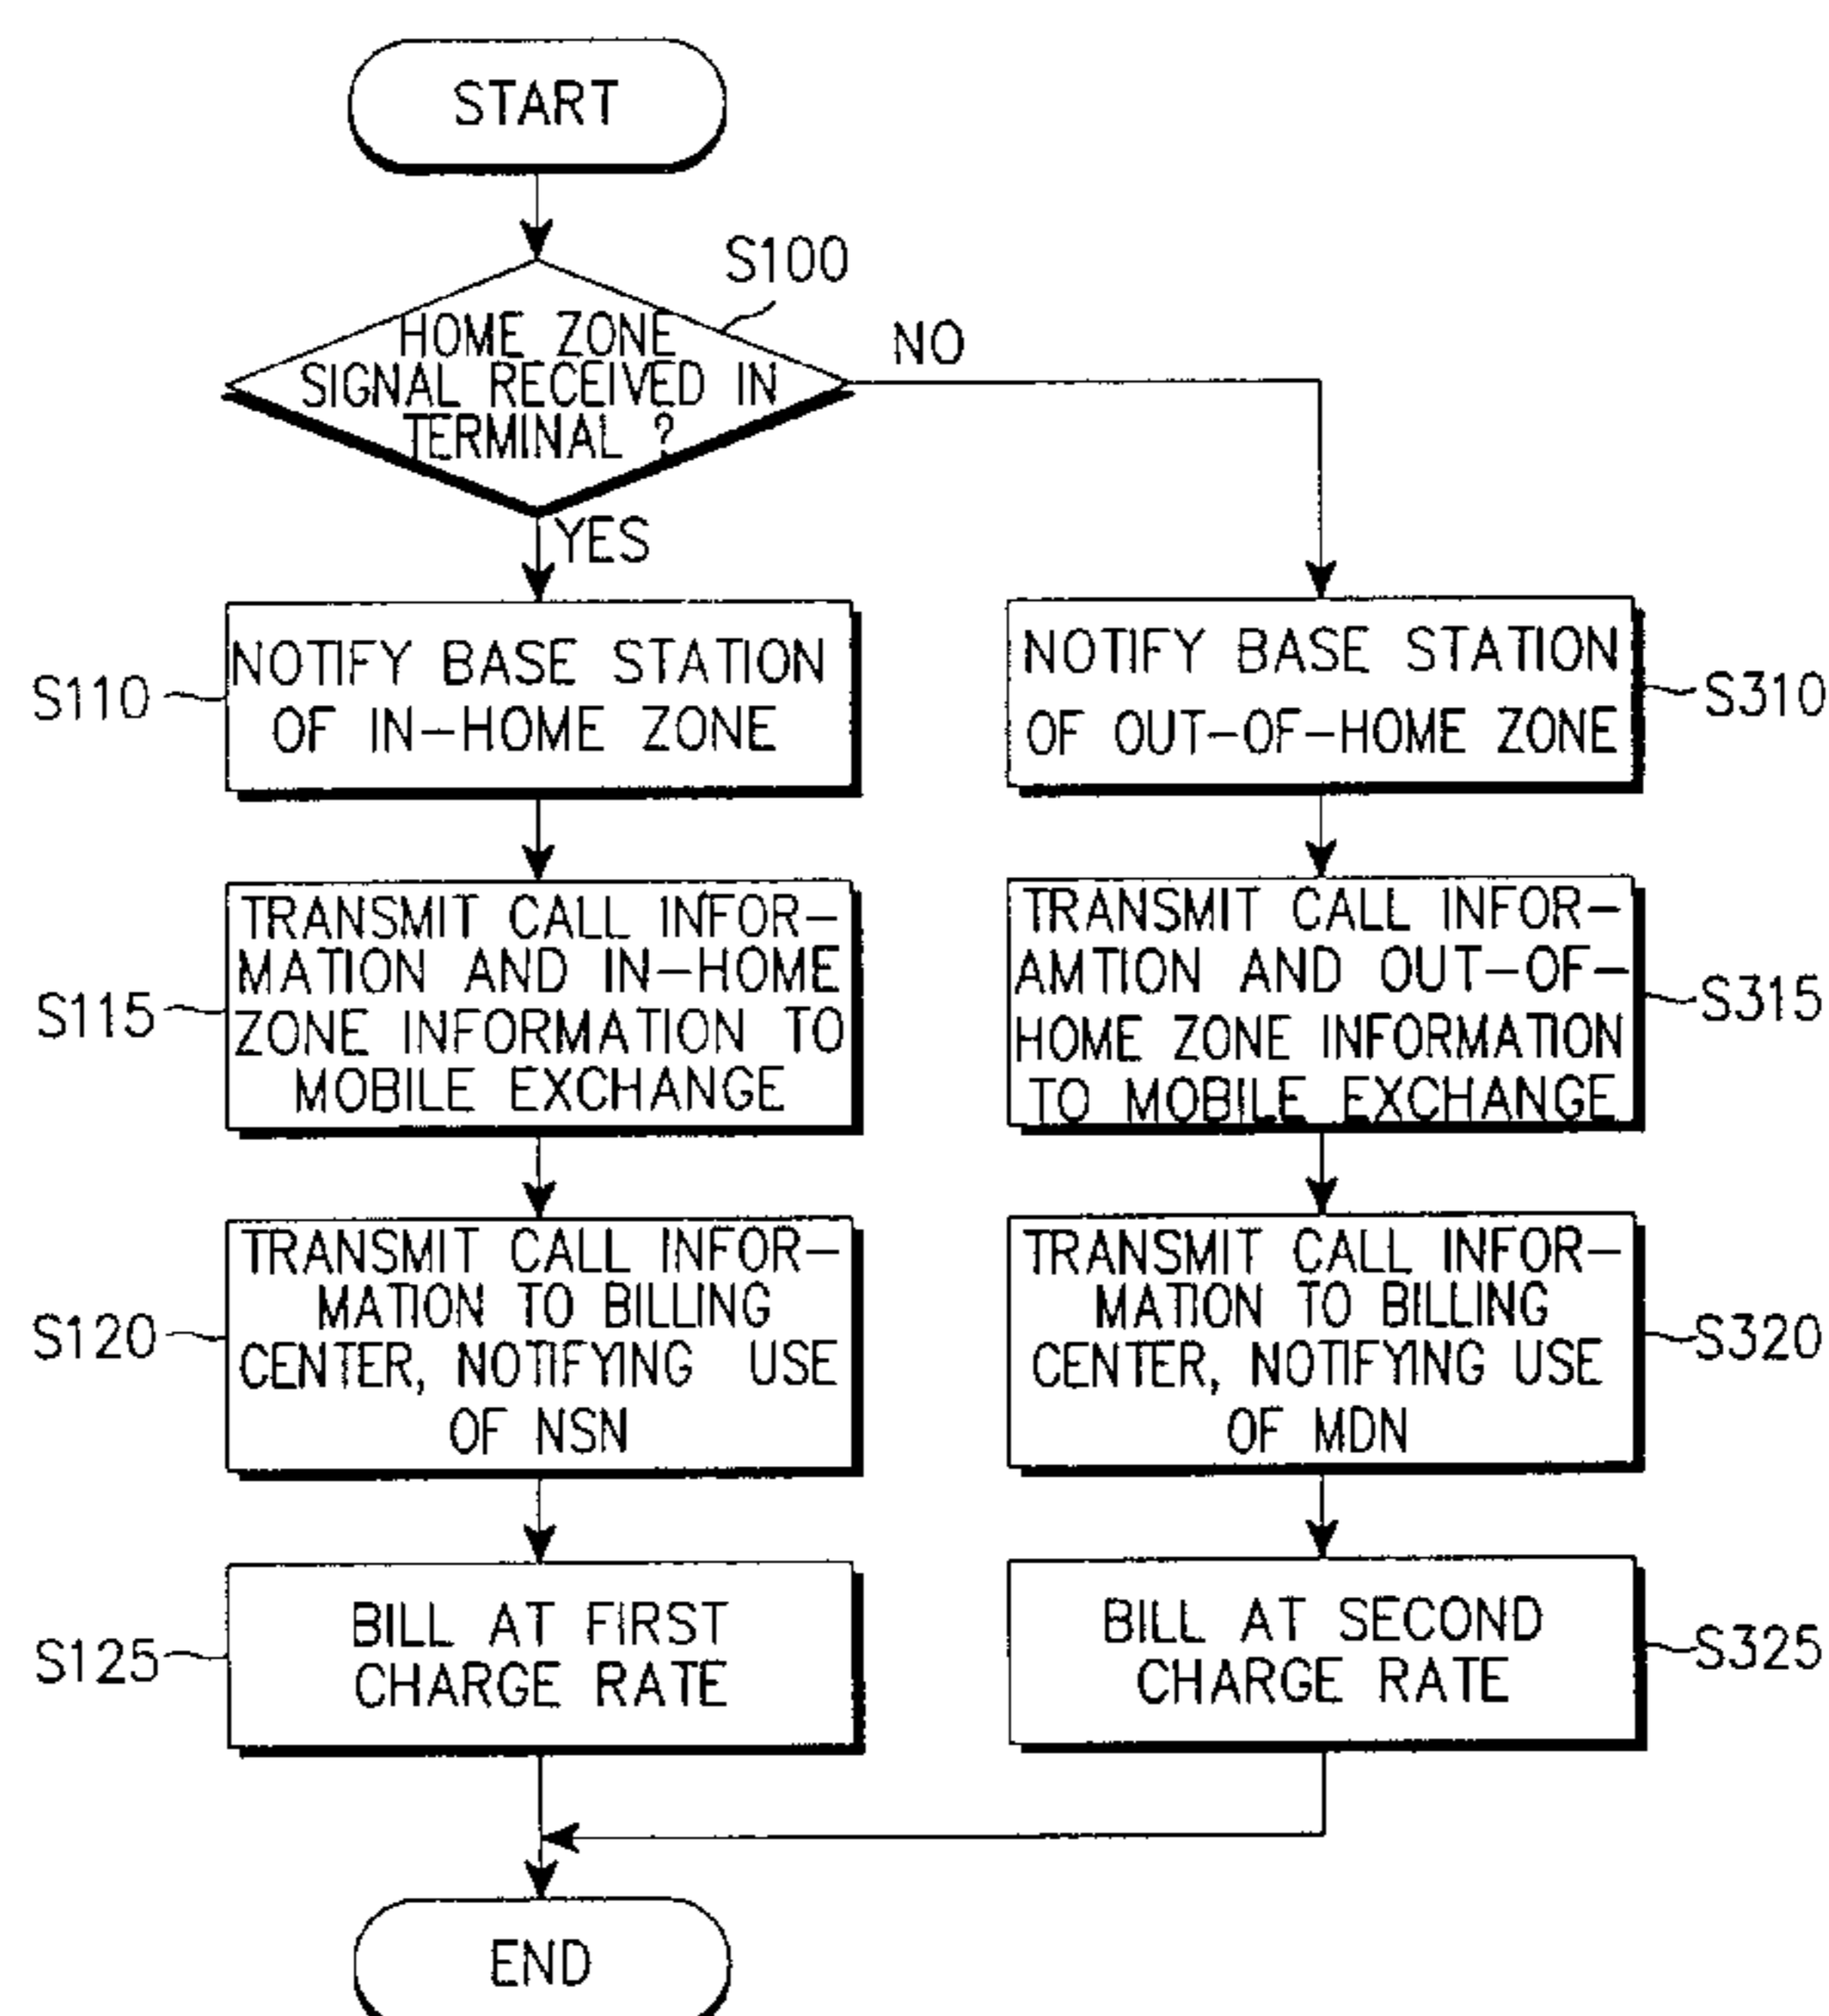 START
S100
HOME ZONE
SIGNAL RECEIVED IN
TERMINAL ?
NO
YES
S110
NOTIFY BASE STATION
OF IN-HOME ZONE
NOTIFY BASE STATION
OF OUT-OF-HOME ZONE
S310
S115
TRANSMIT CALL INFOR-
MATION AND IN-HOME
ZONE INFORMATION TO
MOBILE EXCHANGE
TRANSMIT CALL INFOR-
AMTION AND OUT-OF-
HOME ZONE INFORMATION
TO MOBILE EXCHANGE
S315
S120
TRANSMIT CALL INFOR-
MATION TO BILLING
CENTER, NOTIFYING USE
OF NSN
TRANSMIT CALL INFOR-
MATION TO BILLING
CENTER, NOTIFYING USE
OF MDN
S320
S125
BILL AT FIRST
CHARGE RATE
BILL AT SECOND
CHARGE RATE
S325
END